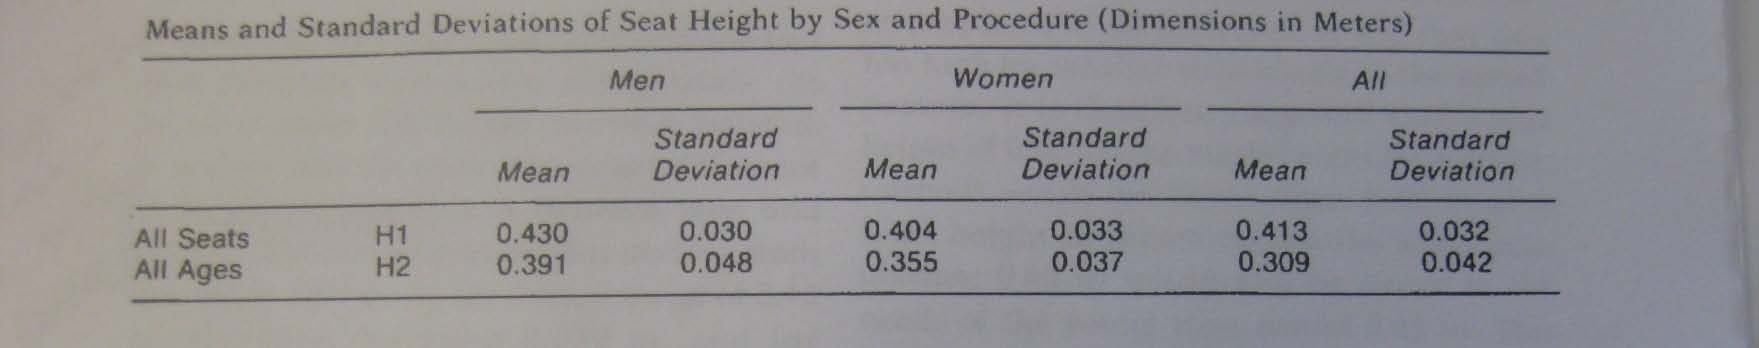 Means and Standard Deviations of Seat Height by Sex and Procedure (Dimensions in Meters)
Men Women All
Standard Standard Standard
Mean Deviation Mean Deviation Mean Deviation
All Seats H1 0.430 0.030 0.404 0.033 0.413 0.032
All Ages H2 0.391 0.048 0.355 0.037 0.309 0.042